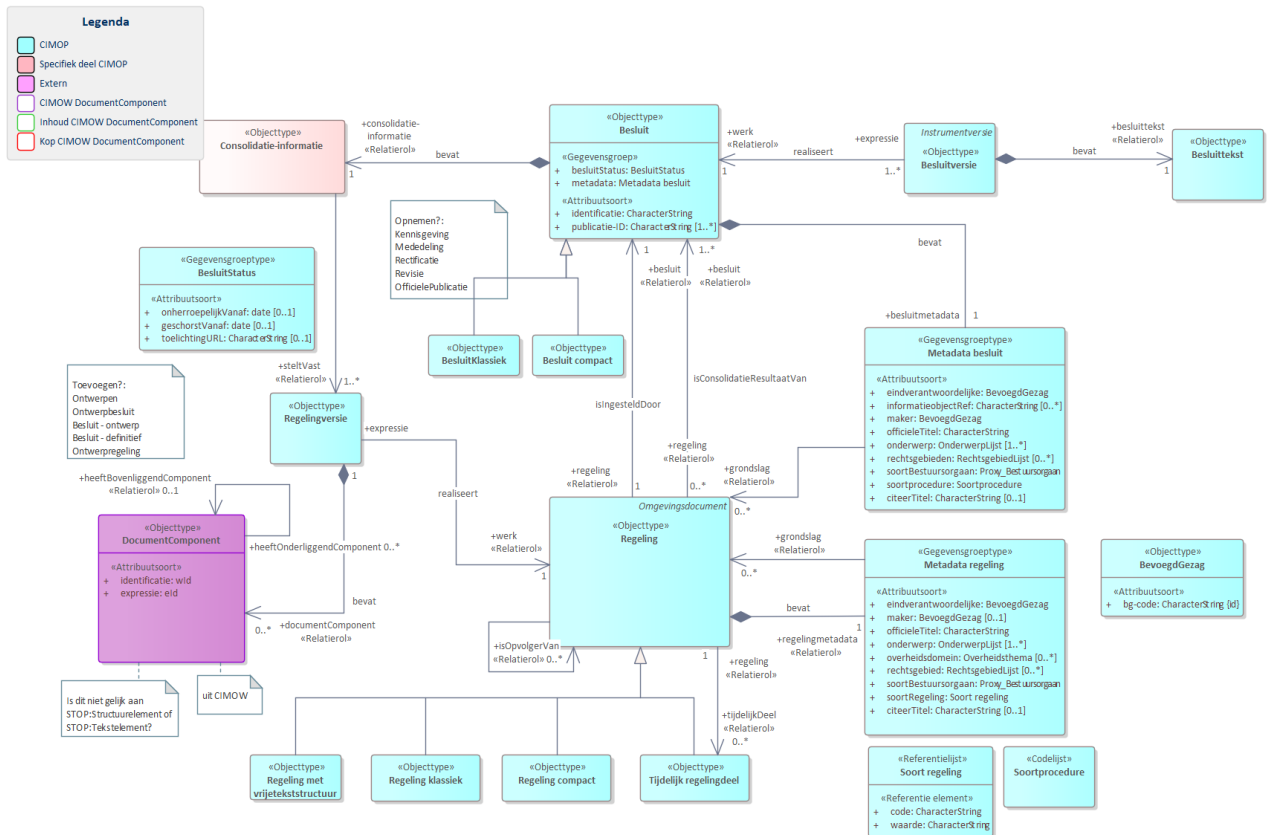 Legenda
CIMOP
Specifiek deel CIMOP
Extern
CIMOW DocumentComponent
Inhoud CIMOW DocumentComponent
Kop CIMOW DocumentComponent
«Objecttype»
Consolidatie-informatie
+consolidatie-
informatie
«Relatierol»
bevat
1
«Objecttype»
Besluit
«Gegevensgroep»
+ besluitStatus: BesluitStatus
+ metadata: Metadata besluit
«Attribuutsoort»
+ identificatie: CharacterString
+ publicatie-ID: CharacterString [1..*]
+werk
«Relatierol»
1
realiseert
+expressie
1..*
Instrumentversie
«Objecttype»
Besluitversie
bevat
+besluittekst
«Relatierol»
1
«Objecttype»
Besluittekst
Opnemen?:
Kennisgeving
Mededeling
Rectificatie
Revisie
OfficielePublicatie
«Gegevensgroeptype»
BesluitStatus
«Attribuutsoort»
+ onherroepelijkVanaf: date [0..1]
+ geschorstVanaf: date [0..1]
+ toelichtingURL: CharacterString [0..1]
1
+besluit
«Relatierol»
1..*
+besluit
«Relatierol»
bevat
+besluitmetadata
1
«Objecttype»
BesluitKlassiek
«Objecttype»
Besluit compact
«Gegevensgroeptype»
Metadata besluit
«Attribuutsoort»
+ eindverantwoordelijke: BevoegdGezag
+ informatieobjectRef: CharacterString [0..*]
+ maker: BevoegdGezag
+ officieleTitel: CharacterString
+ onderwerp: OnderwerpLijst [1..*]
+ rechtsgebieden: RechtsgebiedLijst [0..*]
+ soortBestuursorgaan: Proxy_Bestuursorgaan
+ soortprocedure: Soortprocedure
+ citeerTitel: CharacterString [0..1]
Toevoegen?:
Ontwerpen
Ontwerpbesluit
Besluit - ontwerp
Besluit - definitief
Ontwerpregeling
+steltVast
«Relatierol»
1..*
«Objecttype»
Regelingversie
+expressie
1
isConsolidatieResultaatVan
isIngesteldDoor
+regeling
«Relatierol»
1
+regeling
«Relatierol»
0..*
+grondslag
«Relatierol»
0..*
+heeftBovenliggendComponent
«Relatierol» 0..1
+heeftOnderliggendComponent 0..*
«Objecttype»
DocumentComponent
«Attribuutsoort»
+ identificatie: wId
+ expressie: eId
realiseert
+werk
«Relatierol»
1
Omgevingsdocument
«Objecttype»
Regeling
+grondslag
«Relatierol»
0..*
«Gegevensgroeptype»
Metadata regeling
«Attribuutsoort»
+ eindverantwoordelijke: BevoegdGezag
+ maker: BevoegdGezag [0..1]
+ officieleTitel: CharacterString
+ onderwerp: OnderwerpLijst [1..*]
+ overheidsdomein: Overheidsthema [0..*]
+ rechtsgebied: RechtsgebiedLijst [0..*]
+ soortBestuursorgaan: Proxy_Bestuursorgaan
+ soortRegeling: Soort regeling
+ citeerTitel: CharacterString [0..1]
«Objecttype»
BevoegdGezag
«Attribuutsoort»
+ bg-code: CharacterString {id}
bevat
0..*
+documentComponent
«Relatierol»
bevat
1
+regelingmetadata
«Relatierol»
+isOpvolgerVan
«Relatierol» 0..*
1
+regeling
«Relatierol»
+tijdelijkDeel
«Relatierol»
0..*
Is dit niet gelijk aan
STOP:Structuurelement of
STOP:Tekstelement?
uit CIMOW
«Objecttype»
Regeling met
vrijetekststructuur
«Objecttype»
Regeling klassiek
«Objecttype»
Regeling compact
«Objecttype»
Tijdelijk regelingdeel
«Referentielijst»
Soort regeling
«Referentie element»
+ code: CharacterString
+ waarde: CharacterString
«Codelijst»
Soortprocedure